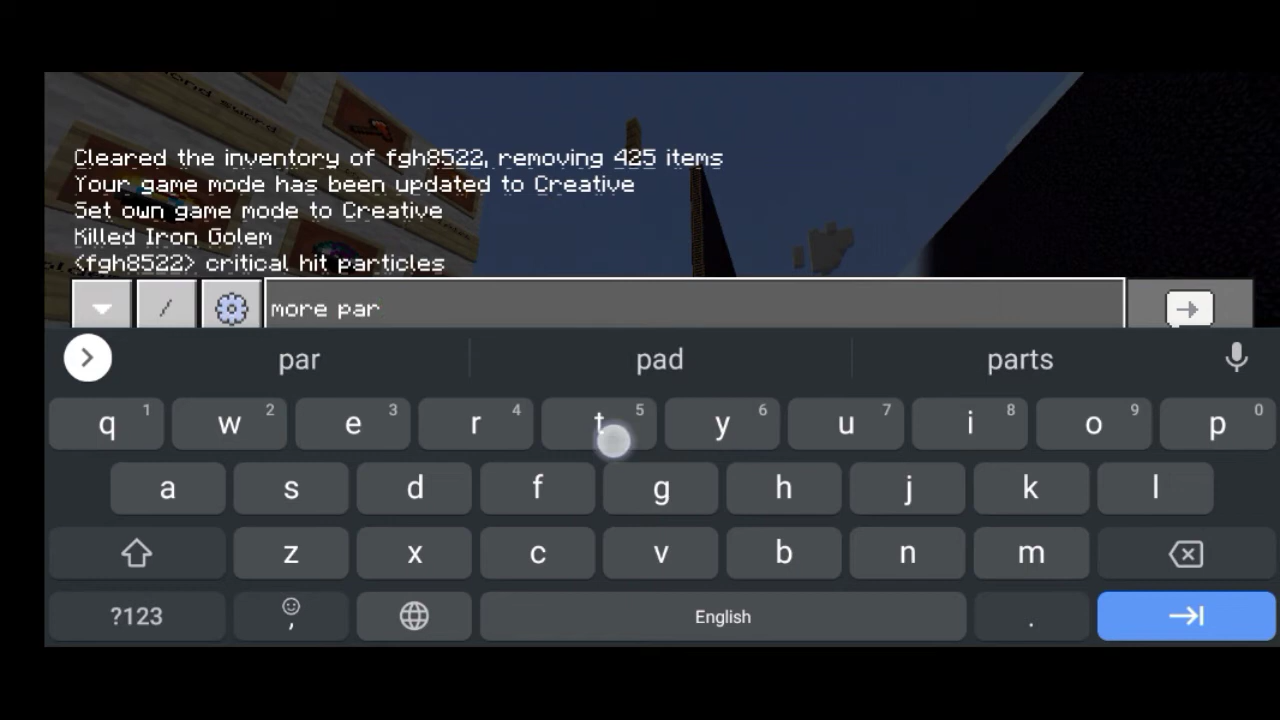 sword
Cleared the inventory of fgh8522, removing 425 items
Your game mode has been updated to Creative
Set own game mode to Creative
Killed Iron Golem
<fgh8522> critical hit particles
/
more par
par pad parts
q 1 w 2 e 3 r 4 t 5 y 6 u 7 i 8 o 9 p 0
a s d f g h j k l
z x c v b n m
?123 , English .